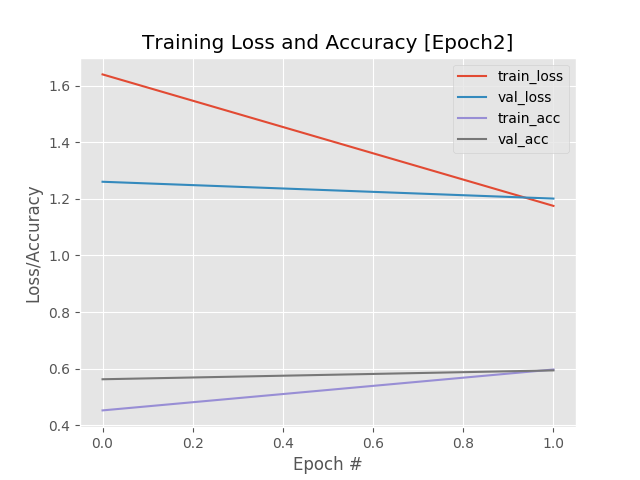 Training Loss and Accuracy [Epoch2]
train_loss
val_loss
train_acc
val_acc
Loss/Accuracy
1.6
1.4
1.2
1.0
0.8
0.6
0.4
0.0 0.2 0.4 0.6 0.8 1.0
Epoch #